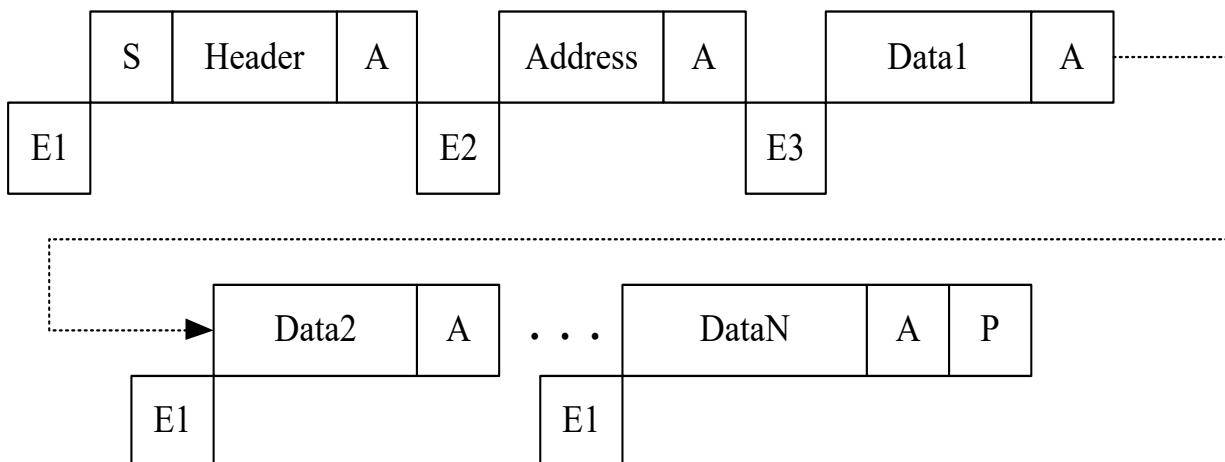 S Header A Address A Data1 A
E1 E2 E3
Data2 A . . . DataN A P
E1 E1